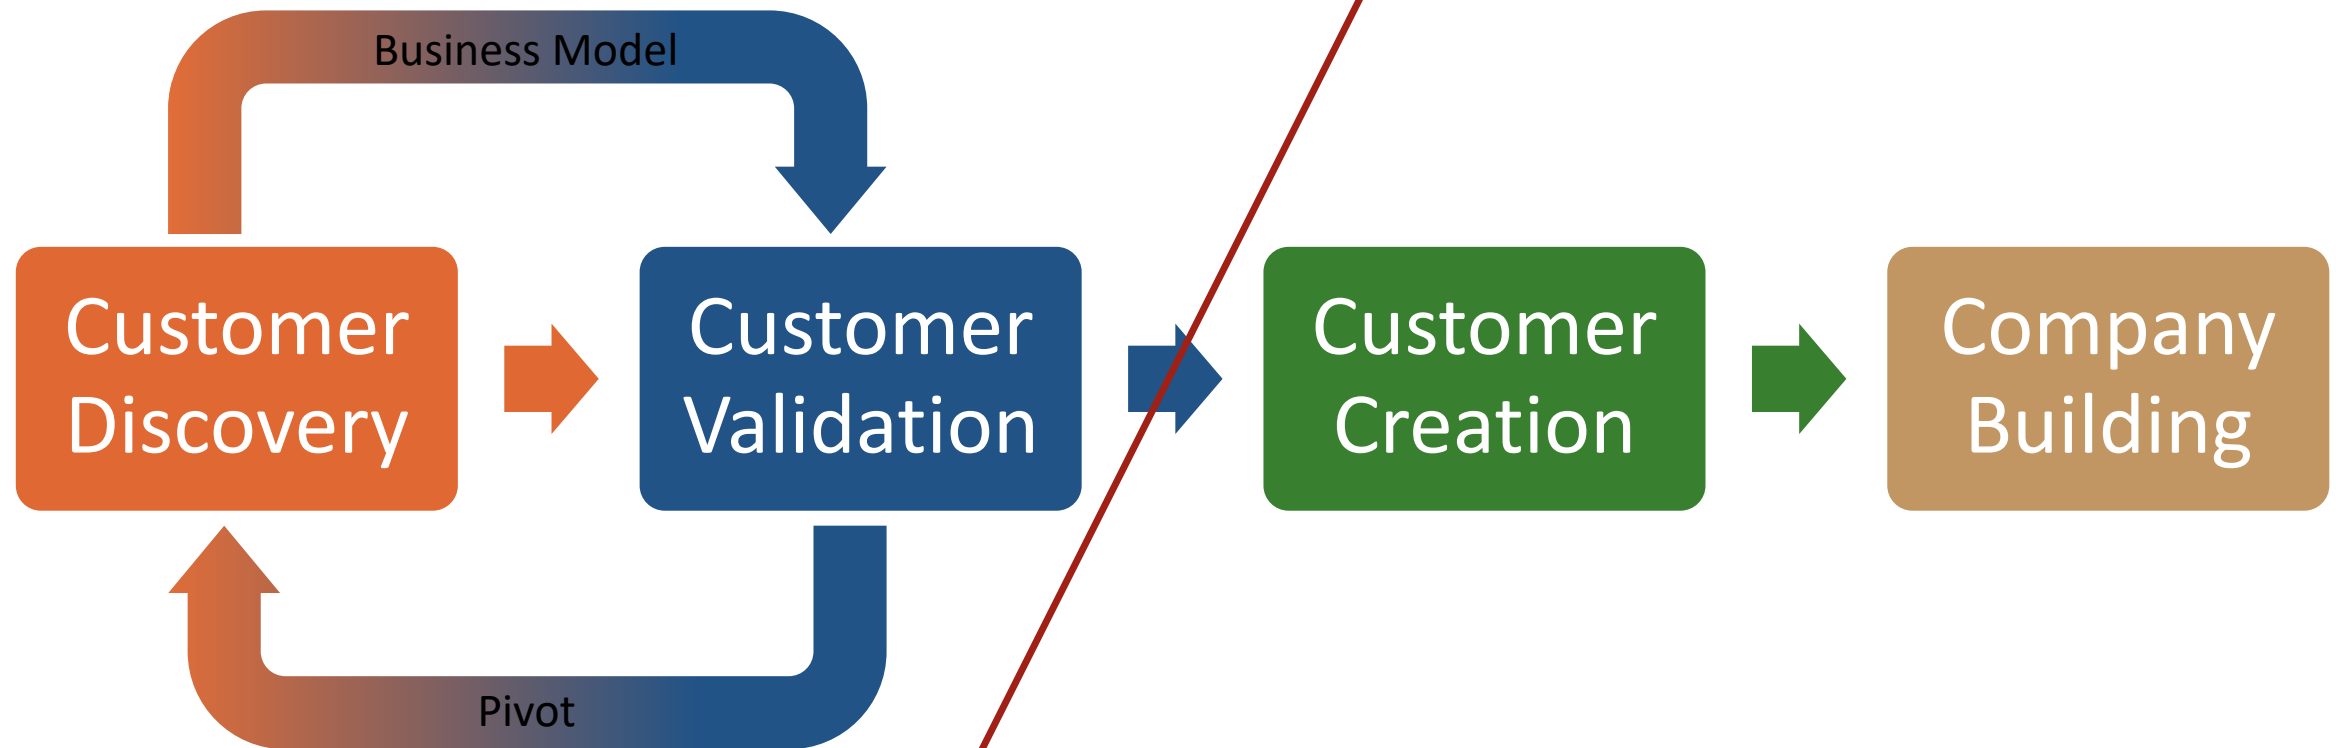 Business Model
Customer
Discovery
Customer
Validation
Customer
Creation
Company
Building
Pivot